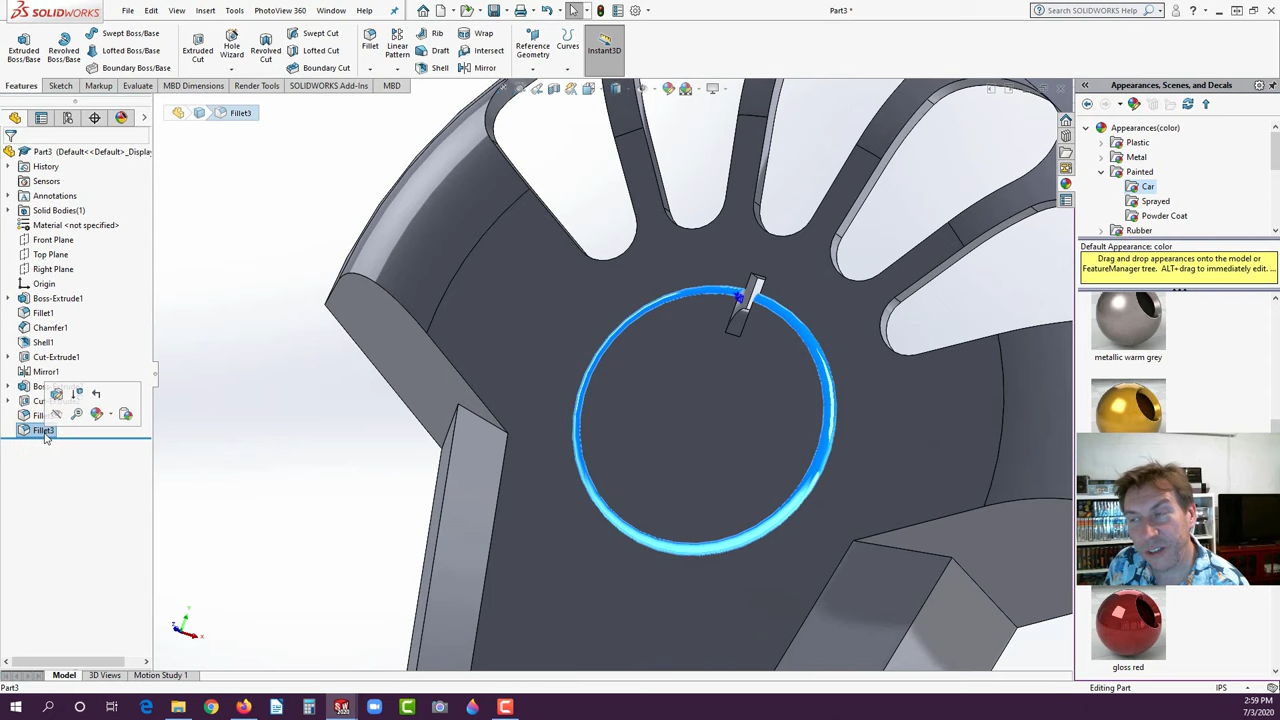 SOLIDWORKS
File Edit View Insert Tools PhotoView 360 Window Help
Part3 *
Search SOLIDWORKS Help
Extruded Boss/Base
Revolved Boss/Base
Swept Boss/Base
Lofted Boss/Base
Boundary Boss/Base
Extruded Cut
Hole Wizard
Revolved Cut
Swept Cut
Lofted Cut
Boundary Cut
Fillet
Linear Pattern
Rib
Draft
Shell
Wrap
Intersect
Mirror
Reference Geometry
Curves
Instant3D
Features Sketch Markup Evaluate MBD Dimensions Render Tools SOLIDWORKS Add-Ins MBD
Fillet3
Part3 (Default<<Default>_Display
History
Sensors
Annotations
Solid Bodies(1)
Material <not specified>
Front Plane
Top Plane
Right Plane
Origin
Boss-Extrude1
Fillet1
Chamfer1
Shell1
Cut-Extrude1
Mirror1
Fillet3
Appearances, Scenes, and Decals
Appearances(color)
Plastic
Metal
Painted
Car
Sprayed
Powder Coat
Rubber
Default Appearance: color
Drag and drop appearances onto the model or
FeatureManager tree. ALT+drag to immediately edit. ...
metallic warm grey
gloss red
Model 3D Views Motion Study 1
Part3
Editing Part IPS
2:59 PM
7/3/2020